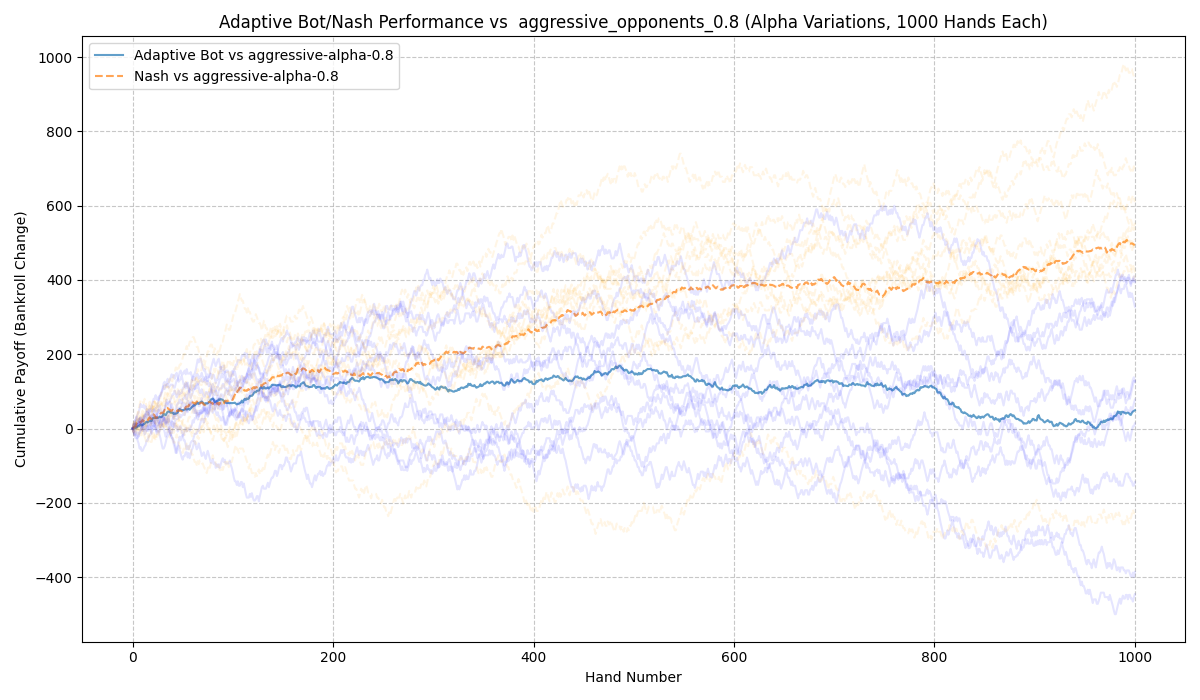 Adaptive Bot/Nash Performance vs  aggressive_opponents_0.8 (Alpha Variations, 1000 Hands Each)
Adaptive Bot vs aggressive-alpha-0.8
Nash vs aggressive-alpha-0.8
Cumulative Payoff (Bankroll Change)
1000
800
600
400
200
0
−200
−400
0 200 400 600 800 1000
Hand Number